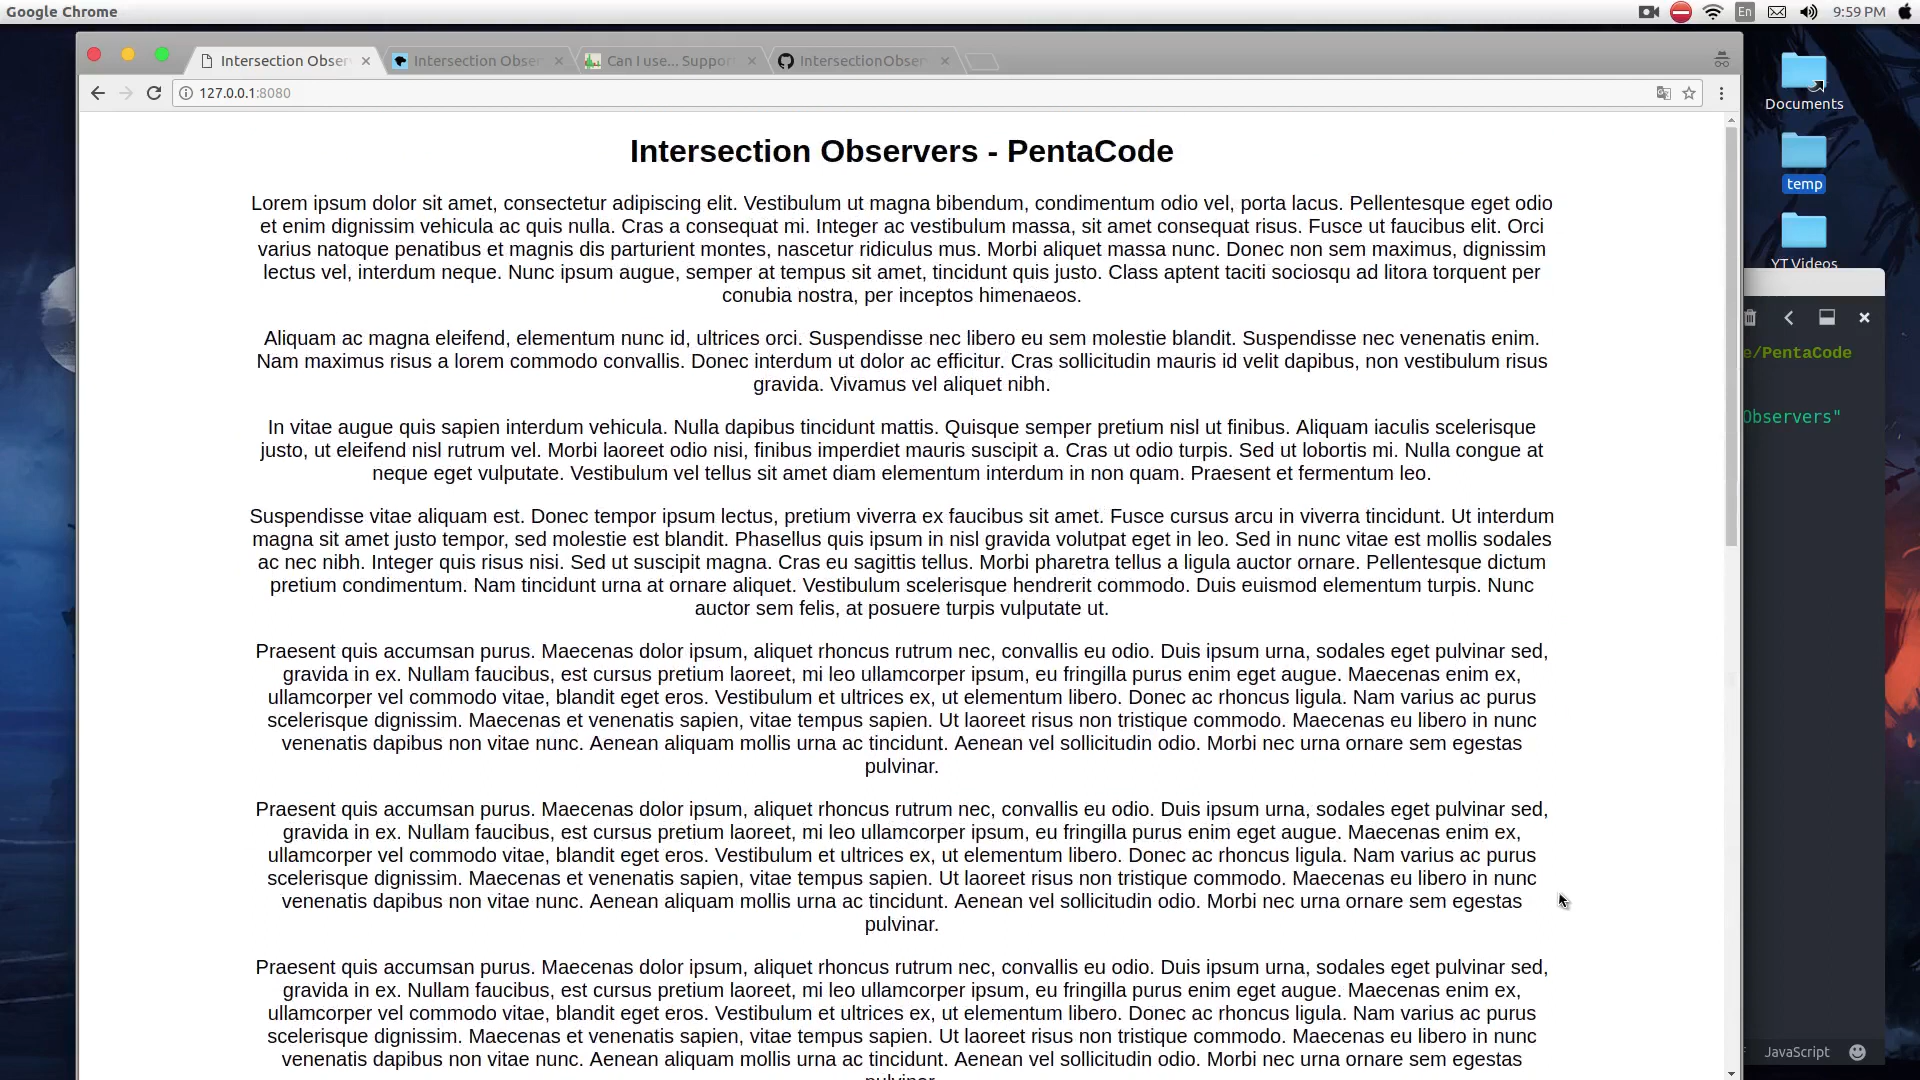 Google Chrome
En
9:59 PM
Intersection Obser
Intersection Obse
Can I use... Suppor
IntersectionObser
127.0.0.1:8080
Documents
temp
YT Videos
Intersection Observers - PentaCode
Lorem ipsum dolor sit amet, consectetur adipiscing elit. Vestibulum ut magna bibendum, condimentum odio vel, porta lacus. Pellentesque eget odio
et enim dignissim vehicula ac quis nulla. Cras a consequat mi. Integer ac vestibulum massa, sit amet consequat risus. Fusce ut faucibus elit. Orci
varius natoque penatibus et magnis dis parturient montes, nascetur ridiculus mus. Morbi aliquet massa nunc. Donec non sem maximus, dignissim
lectus vel, interdum neque. Nunc ipsum augue, semper at tempus sit amet, tincidunt quis justo. Class aptent taciti sociosqu ad litora torquent per
conubia nostra, per inceptos himenaeos.
Aliquam ac magna eleifend, elementum nunc id, ultrices orci. Suspendisse nec libero eu sem molestie blandit. Suspendisse nec venenatis enim.
Nam maximus risus a lorem commodo convallis. Donec interdum ut dolor ac efficitur. Cras sollicitudin mauris id velit dapibus, non vestibulum risus
gravida. Vivamus vel aliquet nibh.
In vitae augue quis sapien interdum vehicula. Nulla dapibus tincidunt mattis. Quisque semper pretium nisl ut finibus. Aliquam iaculis scelerisque
justo, ut eleifend nisl rutrum vel. Morbi laoreet odio nisi, finibus imperdiet mauris suscipit a. Cras ut odio turpis. Sed ut lobortis mi. Nulla congue at
neque eget vulputate. Vestibulum vel tellus sit amet diam elementum interdum in non quam. Praesent et fermentum leo.
Suspendisse vitae aliquam est. Donec tempor ipsum lectus, pretium viverra ex faucibus sit amet. Fusce cursus arcu in viverra tincidunt. Ut interdum
magna sit amet justo tempor, sed molestie est blandit. Phasellus quis ipsum in nisl gravida volutpat eget in leo. Sed in nunc vitae est mollis sodales
ac nec nibh. Integer quis risus nisi. Sed ut suscipit magna. Cras eu sagittis tellus. Morbi pharetra tellus a ligula auctor ornare. Pellentesque dictum
pretium condimentum. Nam tincidunt urna at ornare aliquet. Vestibulum scelerisque hendrerit commodo. Duis euismod elementum turpis. Nunc
auctor sem felis, at posuere turpis vulputate ut.
Praesent quis accumsan purus. Maecenas dolor ipsum, aliquet rhoncus rutrum nec, convallis eu odio. Duis ipsum urna, sodales eget pulvinar sed,
gravida in ex. Nullam faucibus, est cursus pretium laoreet, mi leo ullamcorper ipsum, eu fringilla purus enim eget augue. Maecenas enim ex,
ullamcorper vel commodo vitae, blandit eget eros. Vestibulum et ultrices ex, ut elementum libero. Donec ac rhoncus ligula. Nam varius ac purus
scelerisque dignissim. Maecenas et venenatis sapien, vitae tempus sapien. Ut laoreet risus non tristique commodo. Maecenas eu libero in nunc
venenatis dapibus non vitae nunc. Aenean aliquam mollis urna ac tincidunt. Aenean vel sollicitudin odio. Morbi nec urna ornare sem egestas
pulvinar.
Praesent quis accumsan purus. Maecenas dolor ipsum, aliquet rhoncus rutrum nec, convallis eu odio. Duis ipsum urna, sodales eget pulvinar sed,
gravida in ex. Nullam faucibus, est cursus pretium laoreet, mi leo ullamcorper ipsum, eu fringilla purus enim eget augue. Maecenas enim ex,
ullamcorper vel commodo vitae, blandit eget eros. Vestibulum et ultrices ex, ut elementum libero. Donec ac rhoncus ligula. Nam varius ac purus
scelerisque dignissim. Maecenas et venenatis sapien, vitae tempus sapien. Ut laoreet risus non tristique commodo. Maecenas eu libero in nunc
venenatis dapibus non vitae nunc. Aenean aliquam mollis urna ac tincidunt. Aenean vel sollicitudin odio. Morbi nec urna ornare sem egestas
pulvinar.
Praesent quis accumsan purus. Maecenas dolor ipsum, aliquet rhoncus rutrum nec, convallis eu odio. Duis ipsum urna, sodales eget pulvinar sed,
gravida in ex. Nullam faucibus, est cursus pretium laoreet, mi leo ullamcorper ipsum, eu fringilla purus enim eget augue. Maecenas enim ex,
ullamcorper vel commodo vitae, blandit eget eros. Vestibulum et ultrices ex, ut elementum libero. Donec ac rhoncus ligula. Nam varius ac purus
scelerisque dignissim. Maecenas et venenatis sapien, vitae tempus sapien. Ut laoreet risus non tristique commodo. Maecenas eu libero in nunc
venenatis dapibus non vitae nunc. Aenean aliquam mollis urna ac tincidunt. Aenean vel sollicitudin odio. Morbi nec urna ornare sem egestas
e/PentaCode
Observers"
JavaScript